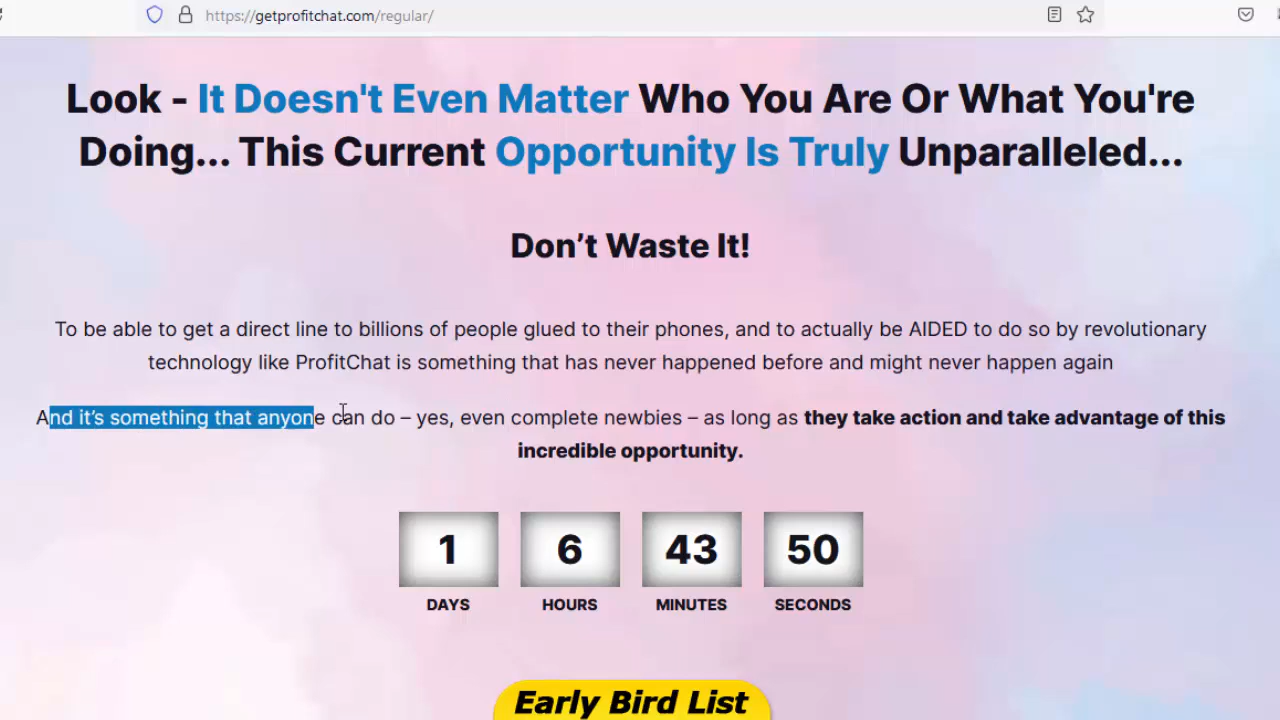 https://getprofitchat.com/regular/
Look - It Doesn't Even Matter Who You Are Or What You're
Doing... This Current Opportunity Is Truly Unparalleled...
Don’t Waste It!
To be able to get a direct line to billions of people glued to their phones, and to actually be AIDED to do so by revolutionary
technology like ProfitChat is something that has never happened before and might never happen again
And it’s something that anyone can do – yes, even complete newbies – as long as they take action and take advantage of this
incredible opportunity.
1 6 43 50
DAYS HOURS MINUTES SECONDS
Early Bird List